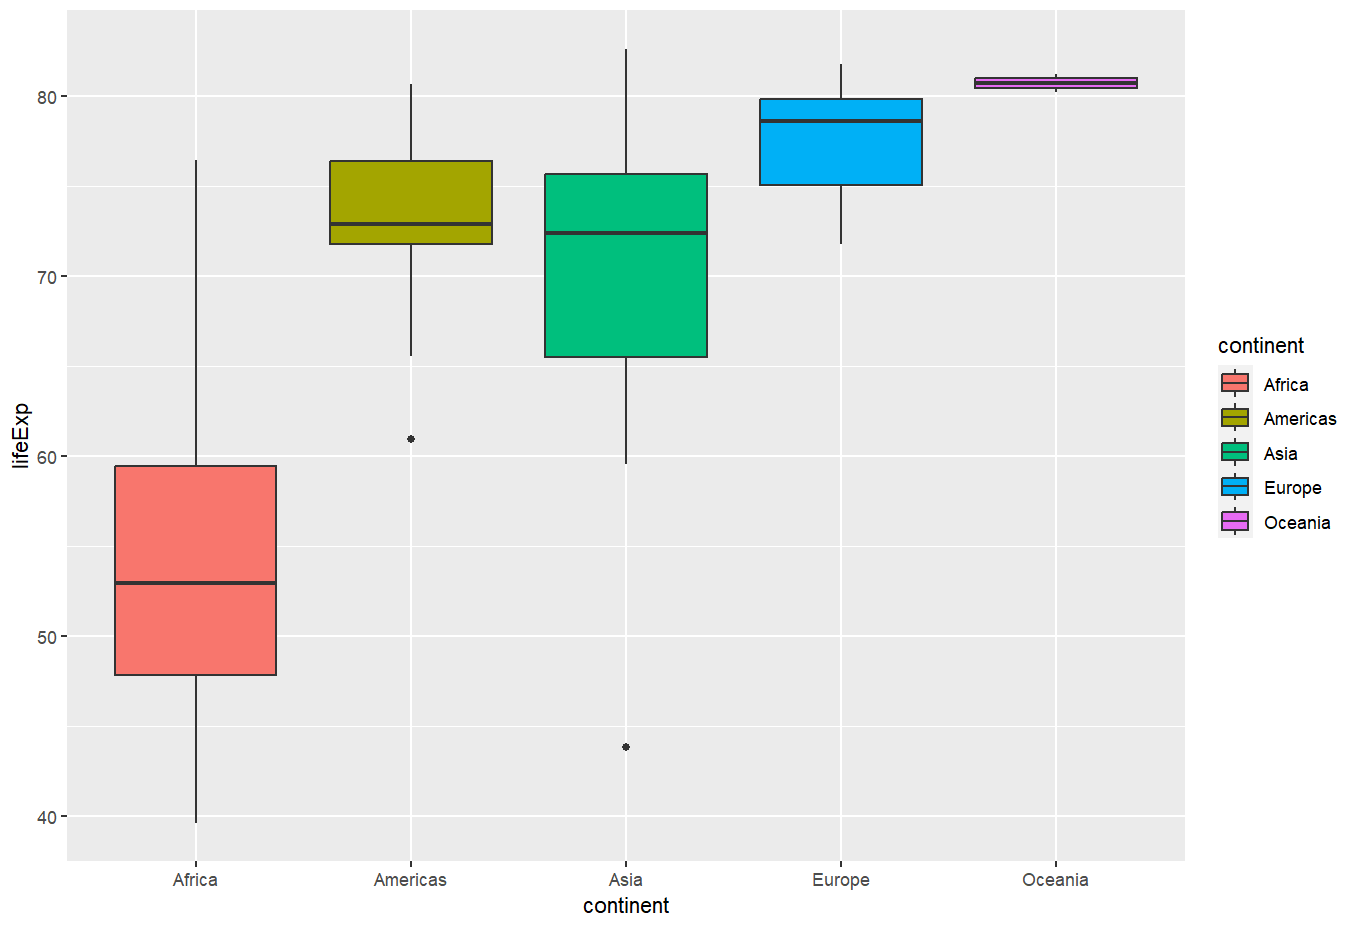 80
70
60
50
40
lifeExp
Africa
Americas
Asia
Europe
Oceania
continent
continent
Africa
Americas
Asia
Europe
Oceania